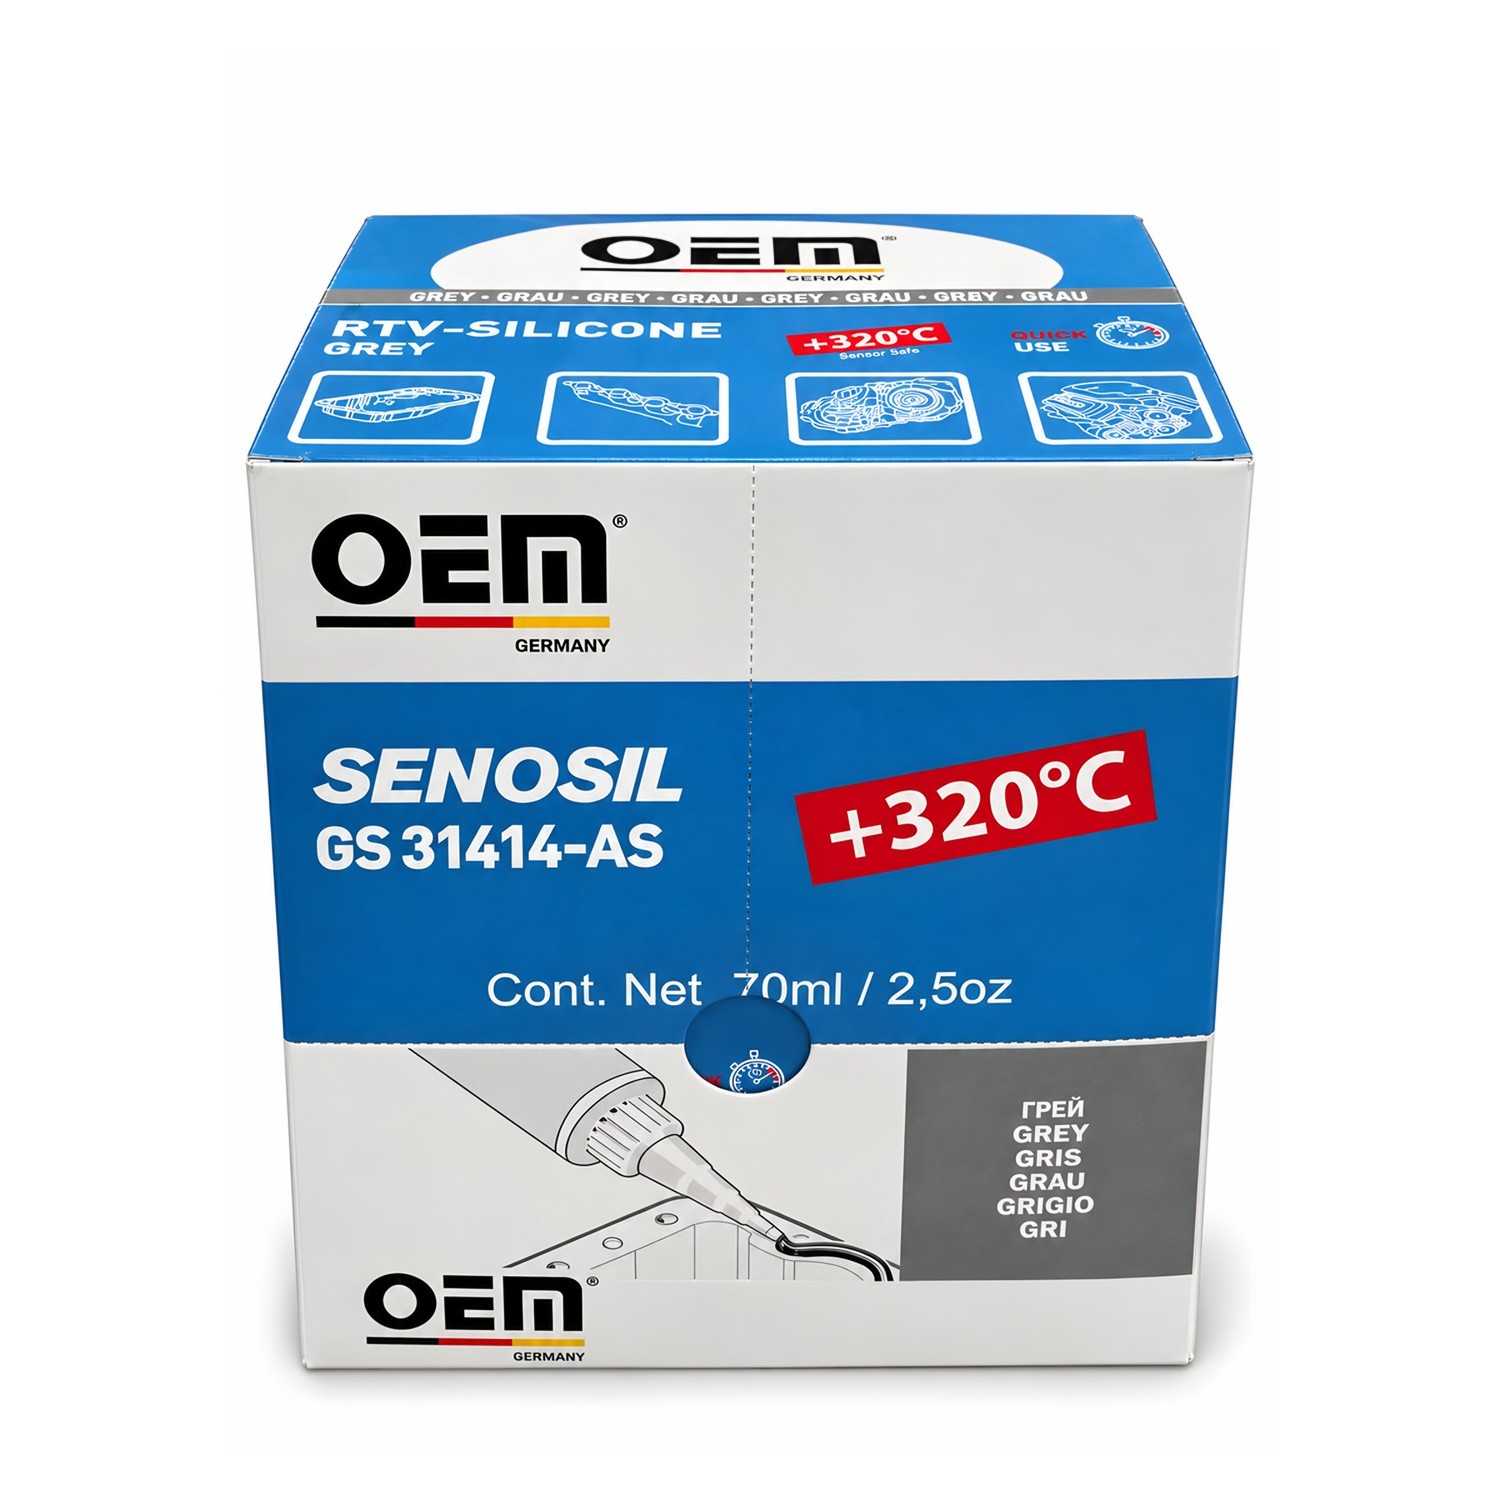 OEM®
GERMANY
GREY • GRAU • GREY • GRAU • GREY • GRAU • GREY • GRAU
RTV-SILICONE
GREY
+320°C
Sensor Safe
QUICK
USE
OEM®
GERMANY
SENOSIL
GS 31414-AS
+320°C
Cont. Net 70ml / 2,5oz
K
ГРЕЙ
GREY
GRIS
GRAU
GRIGIO
GRI
OEM®
GERMANY